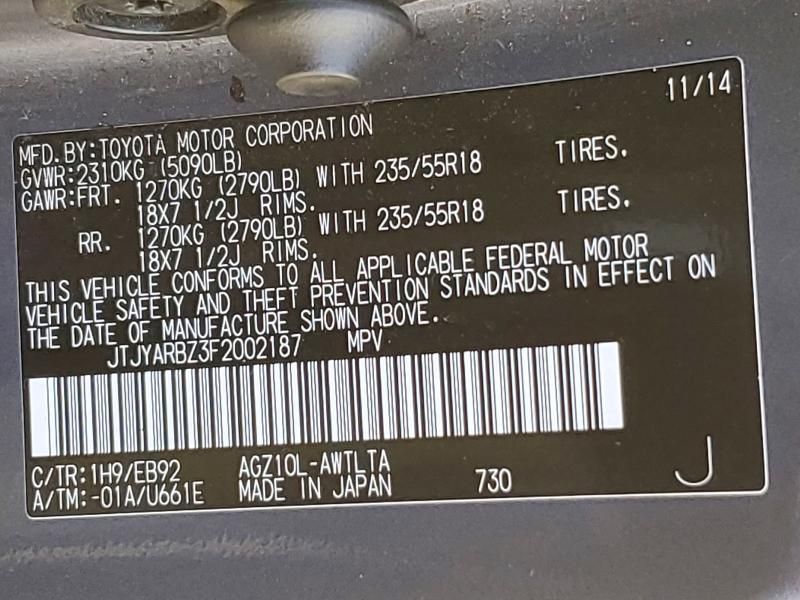 11/14
MFD.BY:TOYOTA MOTOR CORPORATION
GVWR:2310KG (5090LB)
GAWR:FRT. 1270KG (2790LB) WITH 235/55R18 TIRES.
18X7 1/2J RIMS.
RR. 1270KG (2790LB) WITH 235/55R18 TIRES.
18X7 1/2J RIMS.
THIS VEHICLE CONFORMS TO ALL APPLICABLE FEDERAL MOTOR
VEHICLE SAFETY AND THEFT PREVENTION STANDARDS IN EFFECT ON
THE DATE OF MANUFACTURE SHOWN ABOVE.
JTJYARBZ3F2002187 MPV
C/TR:1H9/EB92 AGZ10L-AWTLTA
A/TM:-01A/U661E MADE IN JAPAN 730 J